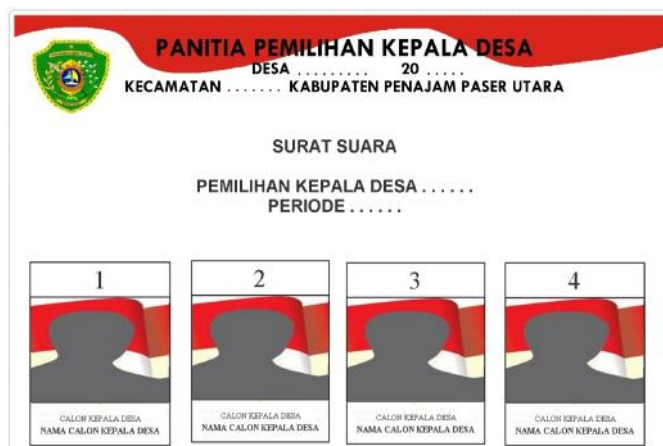 PANITIA PEMILIHAN KEPALA DESA
DESA ......... 20 .....
KECAMATAN ....... KABUPATEN PENAJAM PASER UTARA
SURAT SUARA
PEMILIHAN KEPALA DESA ......
PERIODE ......
1 2 3 4
CALON KEPALA DESA CALON KEPALA DESA CALON KEPALA DESA CALON KEPALA DESA
NAMA CALON KEPALA DESA NAMA CALON KEPALA DESA NAMA CALON KEPALA DESA NAMA CALON KEPALA DESA